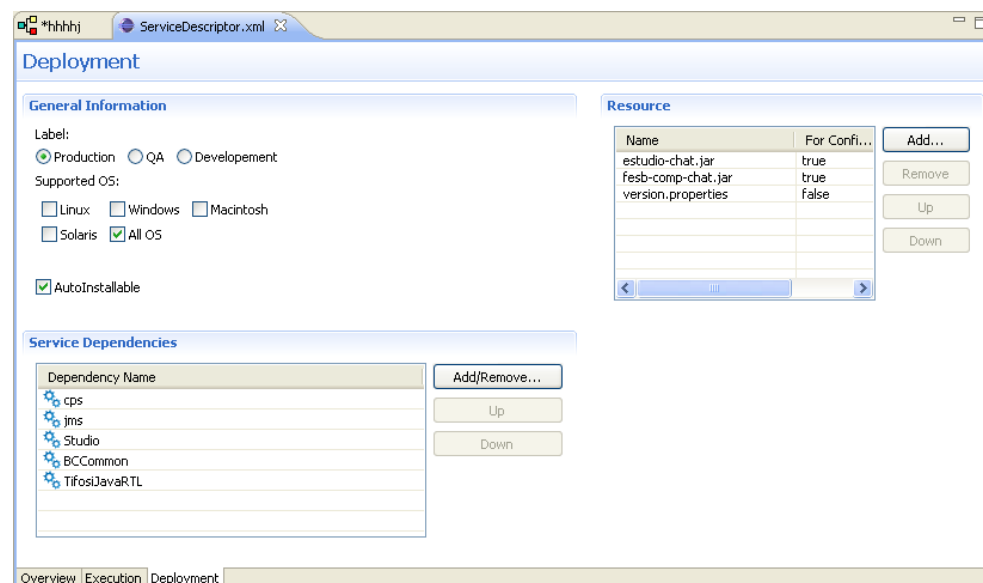 *hhhhj
ServiceDescriptor.xml
Deployment
General Information
Label:
Production QA Developement
Supported OS:
Linux Windows Macintosh
Solaris All OS
AutoInstallable
Resource
Name For Confi...
estudio-chat.jar true
fesb-comp-chat.jar true
version.properties false
Add...
Remove
Up
Down
Service Dependencies
Dependency Name
cps
jms
Studio
BCCommon
TifosiJavaRTL
Add/Remove...
Up
Down
Overview Execution Deployment